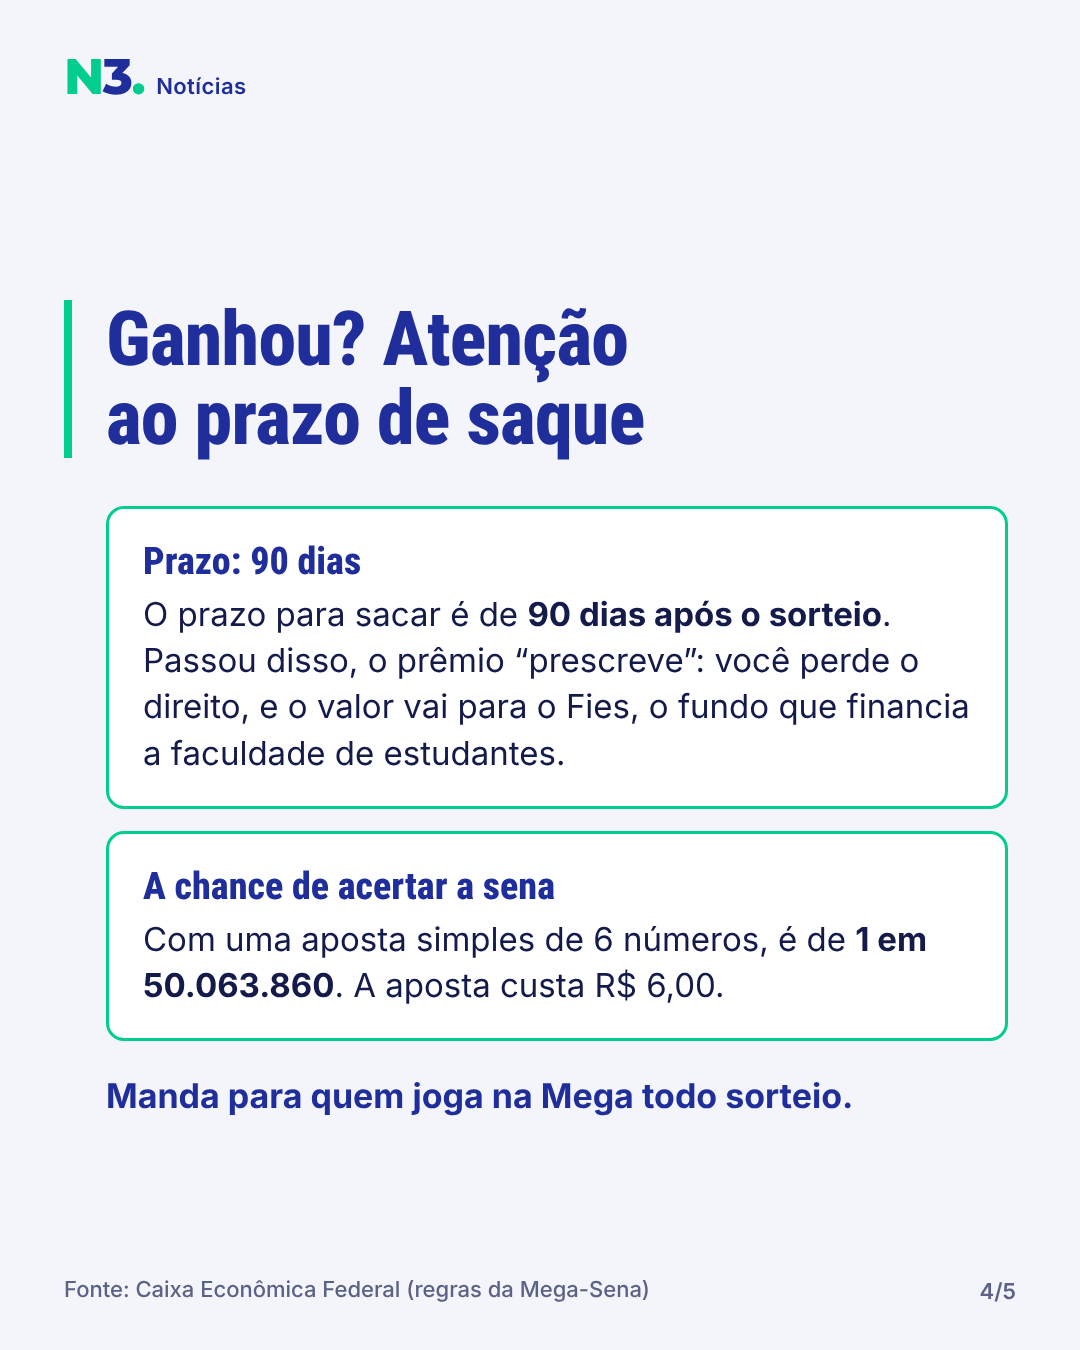 N3. Notícias
Ganhou? Atenção
ao prazo de saque
Prazo: 90 dias
O prazo para sacar é de 90 dias após o sorteio.
Passou disso, o prêmio “prescreve”: você perde o
direito, e o valor vai para o Fies, o fundo que financia
a faculdade de estudantes.
A chance de acertar a sena
Com uma aposta simples de 6 números, é de 1 em
50.063.860. A aposta custa R$ 6,00.
Manda para quem joga na Mega todo sorteio.
Fonte: Caixa Econômica Federal (regras da Mega-Sena)
4/5